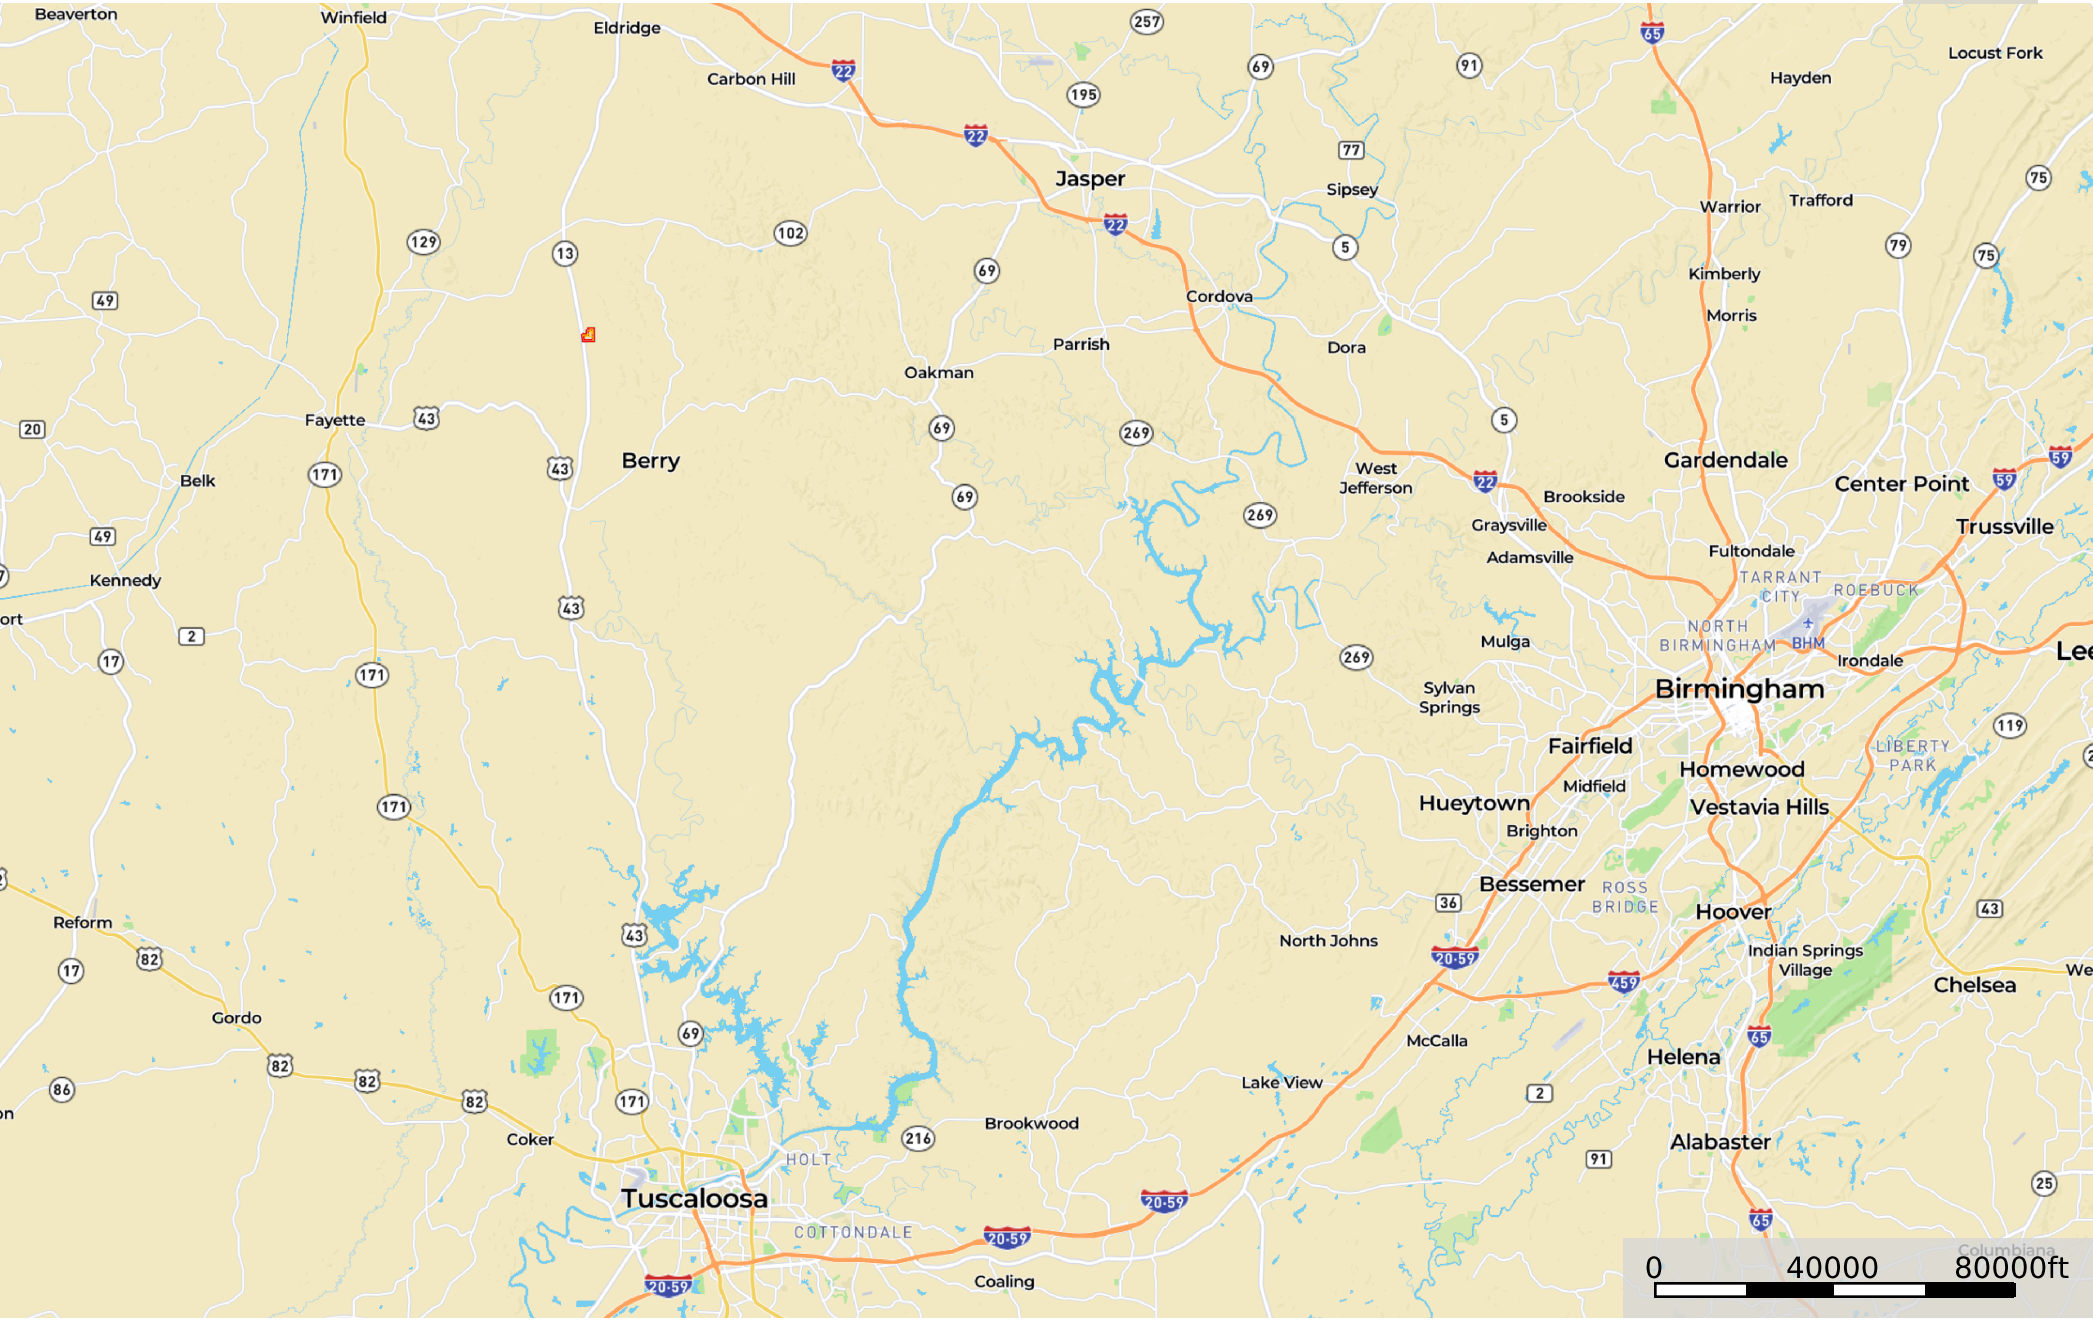 Beaverton
Winfield
Eldridge
257
65
Locust Fork
Carbon Hill
22
69
91
Hayden
195
22
77
Jasper
Sipsey
75
Warrior
Trafford
22
102
129
13
5
79
75
69
Kimberly
49
Cordova
Morris
Parrish
Dora
Oakman
Fayette
43
5
20
69
269
59
Berry
Gardendale
43
West
Jefferson
171
22
59
Belk
Center Point
69
Brookside
269
Graysville
Trussville
49
Adamsville
Fultondale
Kennedy
TARRANT
CITY
ROEBUCK
43
ort
NORTH
BIRMINGHAM
2
Mulga
BHM
Lee
17
269
Irondale
171
Sylvan
Springs
Birmingham
119
Fairfield
LIBERTY
PARK
2
Homewood
Midfield
Hueytown
Vestavia Hills
171
Brighton
Bessemer
ROSS
BRIDGE
36
Hoover
43
Reform
43
North Johns
Indian Springs
Village
82
20-59
17
We
459
Chelsea
171
Gordo
69
65
McCalla
Helena
82
82
Lake View
86
82
171
2
on
Brookwood
Coker
216
Alabaster
HOLT
91
25
Tuscaloosa
20-59
65
COTTONDALE
20-59
Columbiana
20-59
Coaling
0 40000 80000ft